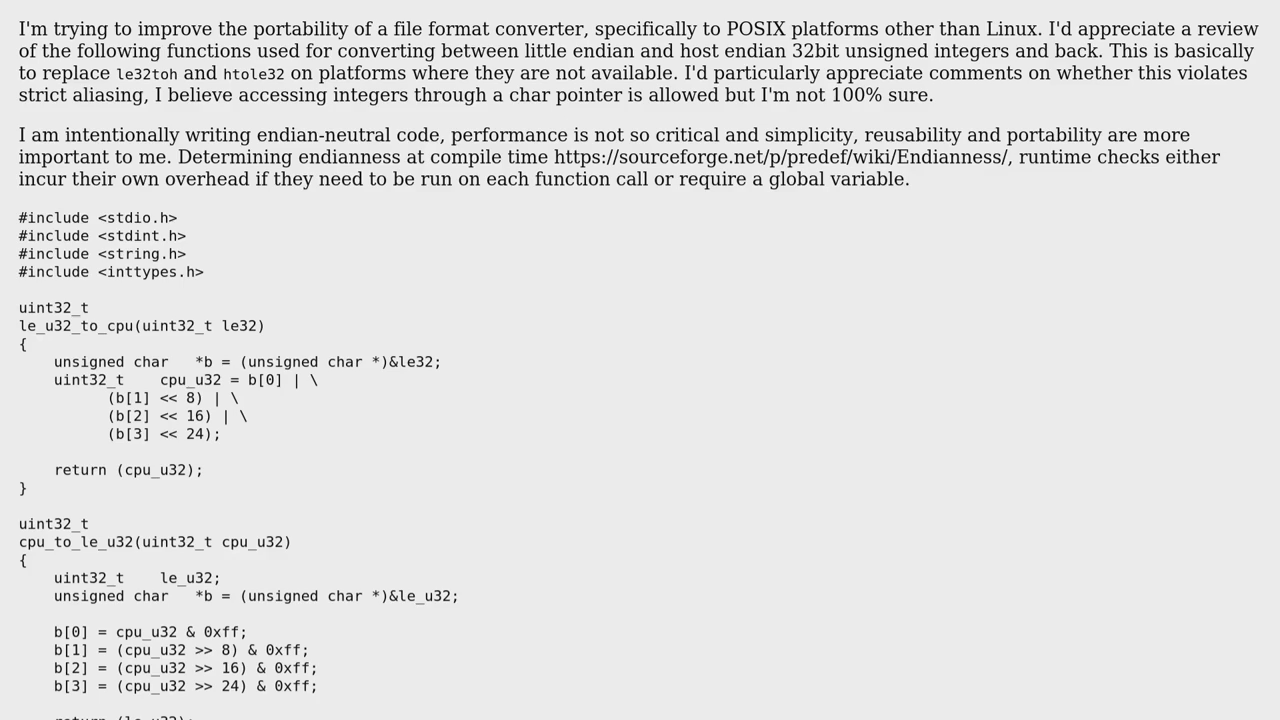 I'm trying to improve the portability of a file format converter, specifically to POSIX platforms other than Linux. I'd appreciate a review
of the following functions used for converting between little endian and host endian 32bit unsigned integers and back. This is basically
to replace le32toh and htole32 on platforms where they are not available. I'd particularly appreciate comments on whether this violates
strict aliasing, I believe accessing integers through a char pointer is allowed but I'm not 100% sure.
I am intentionally writing endian-neutral code, performance is not so critical and simplicity, reusability and portability are more
important to me. Determining endianness at compile time https://sourceforge.net/p/predef/wiki/Endianness/, runtime checks either
incur their own overhead if they need to be run on each function call or require a global variable.
#include <stdio.h>
#include <stdint.h>
#include <string.h>
#include <inttypes.h>
uint32_t
le_u32_to_cpu(uint32_t le32)
{
    unsigned char   *b = (unsigned char *)&le32;
    uint32_t    cpu_u32 = b[0] | \
          (b[1] << 8) | \
          (b[2] << 16) | \
          (b[3] << 24);
    return (cpu_u32);
}
uint32_t
cpu_to_le_u32(uint32_t cpu_u32)
{
    uint32_t    le_u32;
    unsigned char   *b = (unsigned char *)&le_u32;
    b[0] = cpu_u32 & 0xff;
    b[1] = (cpu_u32 >> 8) & 0xff;
    b[2] = (cpu_u32 >> 16) & 0xff;
    b[3] = (cpu_u32 >> 24) & 0xff;
    return (le_u32);